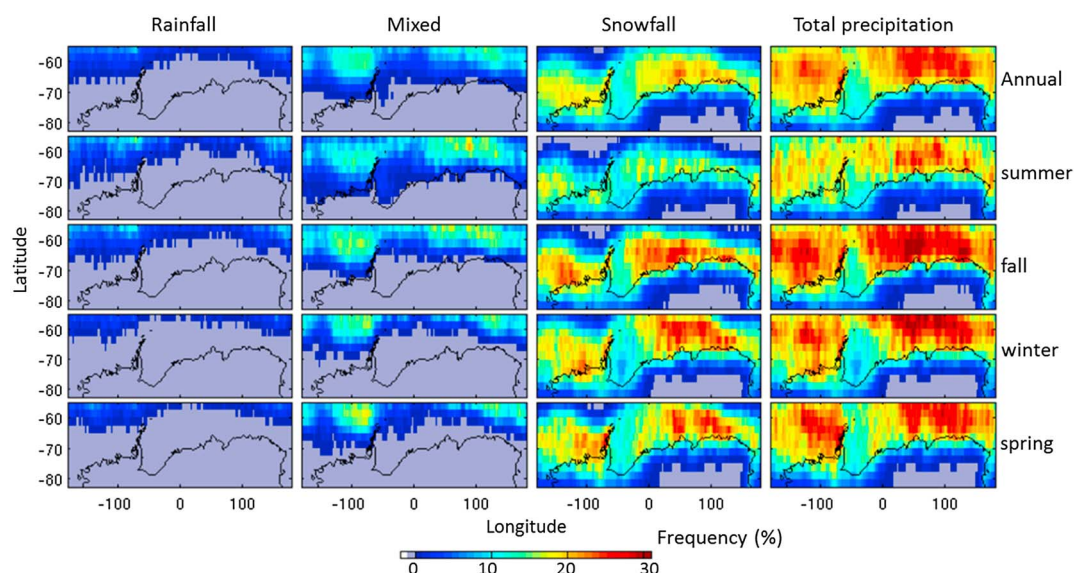 Rainfall Mixed Snowfall Total precipitation
-60
-70
-80
Annual
-60
-70
-80
summer
-60
-70
-80
fall
-60
-70
-80
winter
-60
-70
-80
spring
Latitude
-100 0 100 -100 0 100 -100 0 100 -100 0 100
Longitude
Frequency (%)
0 10 20 30